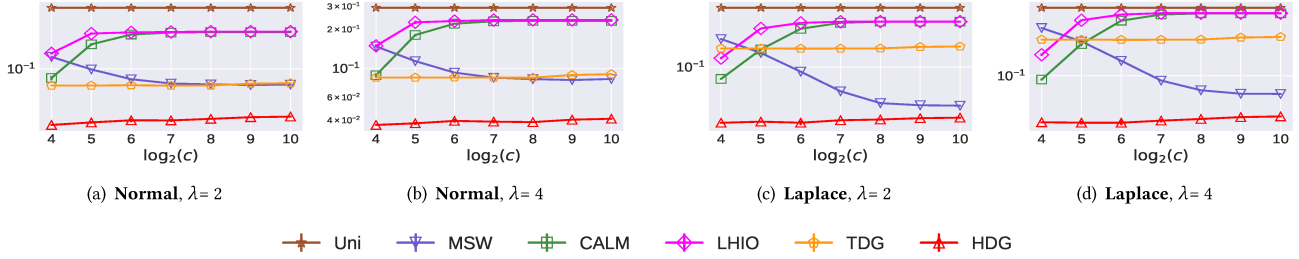 10⁻¹
4 5 6 7 8 9 10
log₂(c)
(a) Normal, λ= 2
3 × 10⁻¹
2 × 10⁻¹
10⁻¹
6 × 10⁻²
4 × 10⁻²
4 5 6 7 8 9 10
log₂(c)
(b) Normal, λ= 4
10⁻¹
4 5 6 7 8 9 10
log₂(c)
(c) Laplace, λ= 2
10⁻¹
4 5 6 7 8 9 10
log₂(c)
(d) Laplace, λ= 4
Uni MSW CALM LHIO TDG HDG